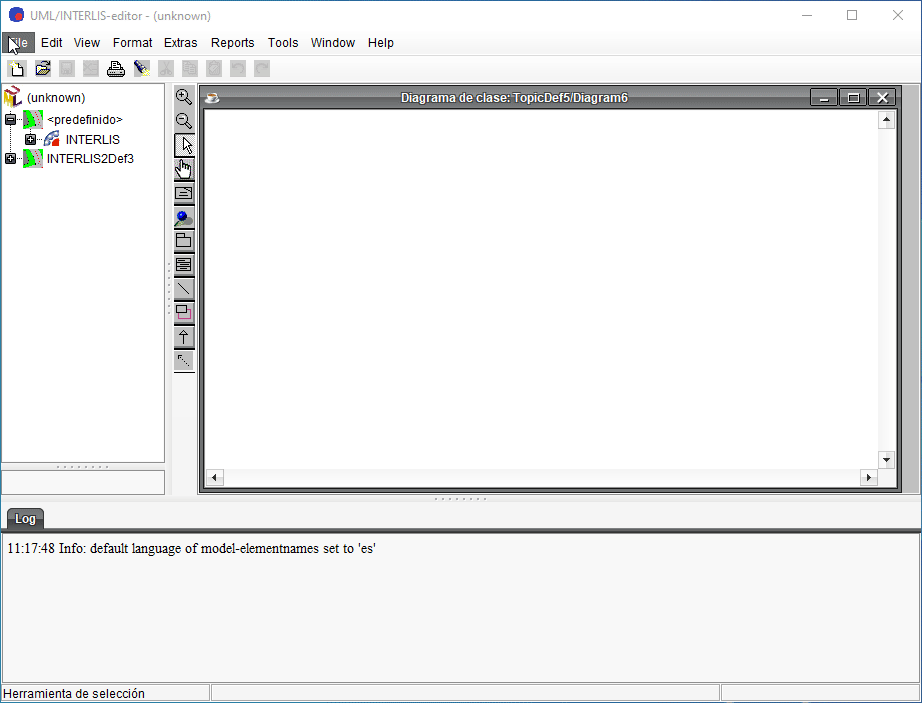 UML/INTERLIS-editor - (unknown)
File Edit View Format Extras Reports Tools Window Help
(unknown)
<predefinido>
INTERLIS
INTERLIS2Def3
Diagrama de clase: TopicDef5/Diagram6
Log
11:17:48 Info: default language of model-elementnames set to 'es'
Herramienta de selección